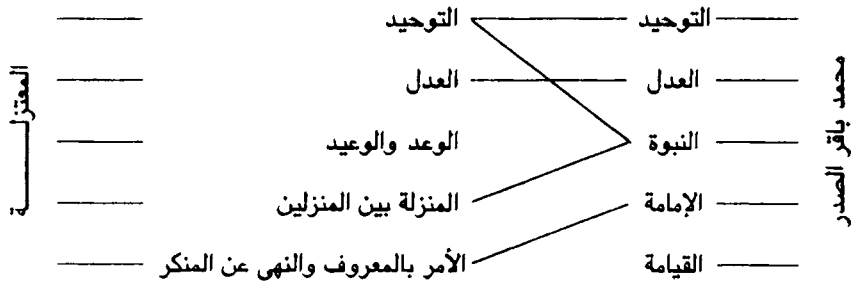 محمد باقر الصدر
التوحيد التوحيد
العدل العدل
النبوة الوعد والوعيد
الإمامة المنزلة بين المنزلين
القيامة الأمر بالمعروف والنهى عن المنكر
المعتزلـــــــة